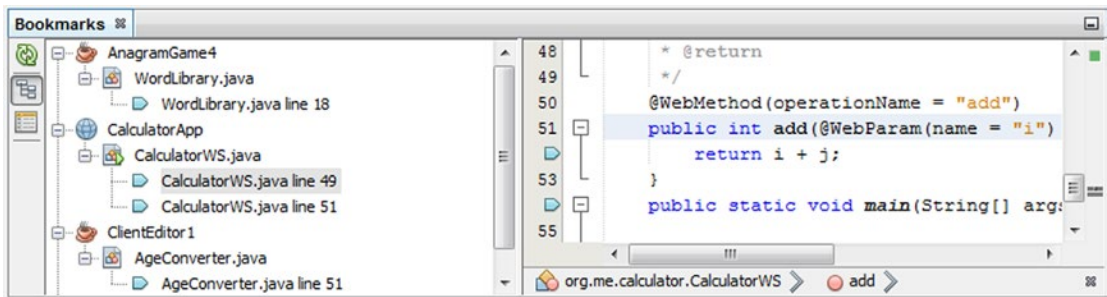 Bookmarks
AnagramGame4
WordLibrary.java
WordLibrary.java line 18
CalculatorApp
CalculatorWS.java
CalculatorWS.java line 49
CalculatorWS.java line 51
ClientEditor1
AgeConverter.java
AgeConverter.java line 51
48 * @return
49 */
50 @WebMethod(operationName = "add")
51 public int add(@WebParam(name = "i")
return i + j;
53 }
public static void main(String[] args
55
org.me.calculator.CalculatorWS add